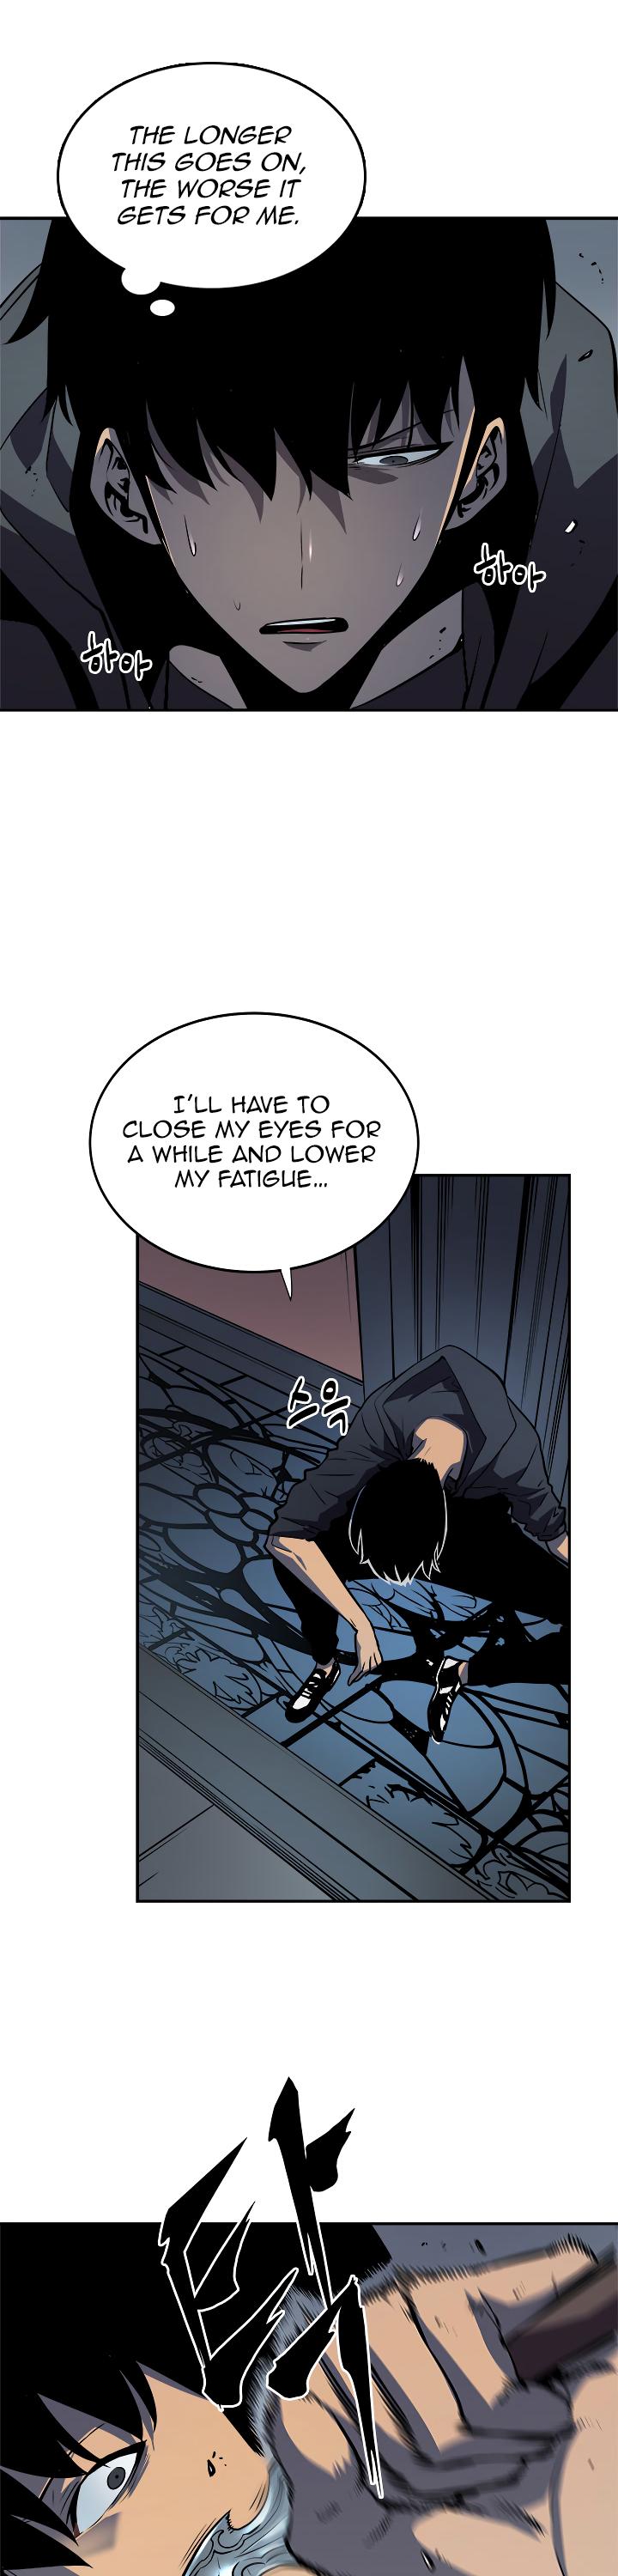 THE LONGER
THIS GOES ON,
THE WORSE IT
GETS FOR ME.
하아
하아
I'LL HAVE TO
CLOSE MY EYES FOR
A WHILE AND LOWER
MY FATIGUE...
스윽